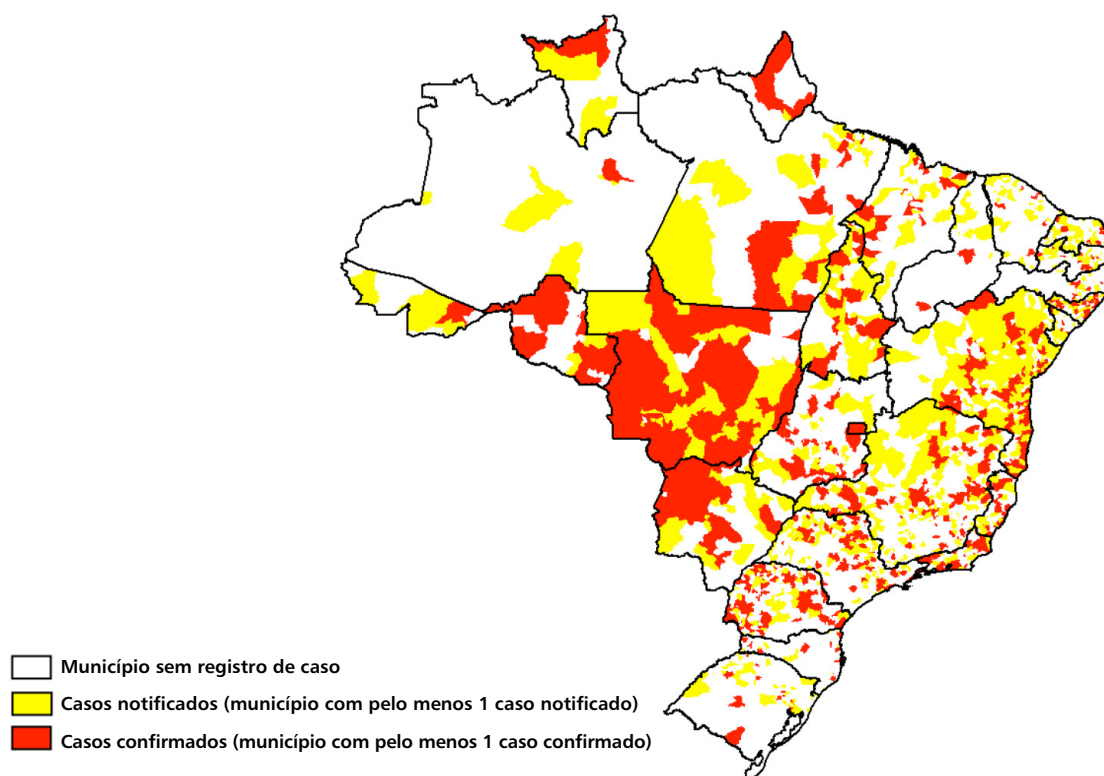 Município sem registro de caso
Casos notificados (município com pelo menos 1 caso notificado)
Casos confirmados (município com pelo menos 1 caso confirmado)